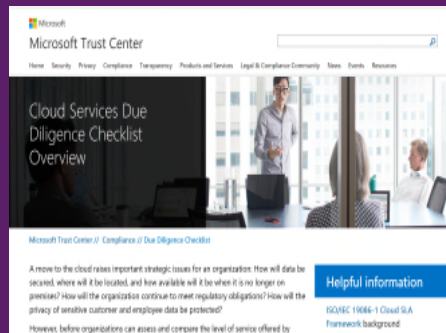 Microsoft
Microsoft Trust Center
Home Security Privacy Compliance Transparency Products and Services Legal & Compliance Community News Events Resources
Cloud Services Due
Diligence Checklist
Overview
Microsoft Trust Center // Compliance // Due Diligence Checklist
A move to the cloud raises important strategic issues for an organization. How will data be
secured, where will it be located, and how available will it be when it is no longer on
premises? How will the organization continue to meet regulatory obligations? How will the
privacy of sensitive customer and employee data be protected?
However, before organizations can assess and compare the level of service offered by
Helpful information
ISO/IEC 19086-1 Cloud SLA
Framework background